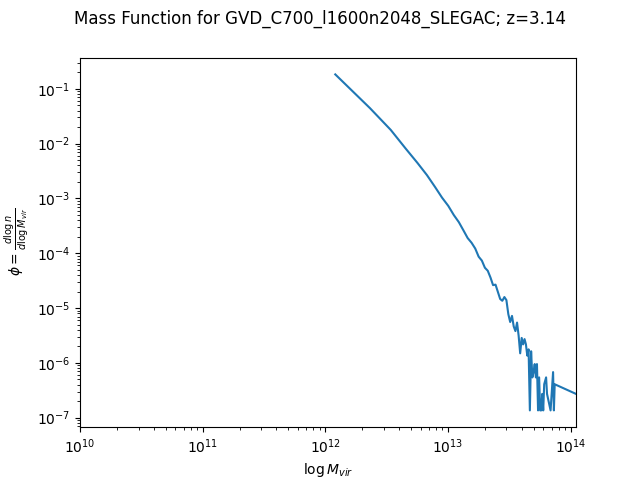 Mass Function for GVD_C700_l1600n2048_SLEGAC; z=3.14
10⁻¹
10⁻²
10⁻³
10⁻⁴
10⁻⁵
10⁻⁶
10⁻⁷
ϕ = d log n / d log M_vir
10¹⁰ 10¹¹ 10¹² 10¹³ 10¹⁴
log M_vir